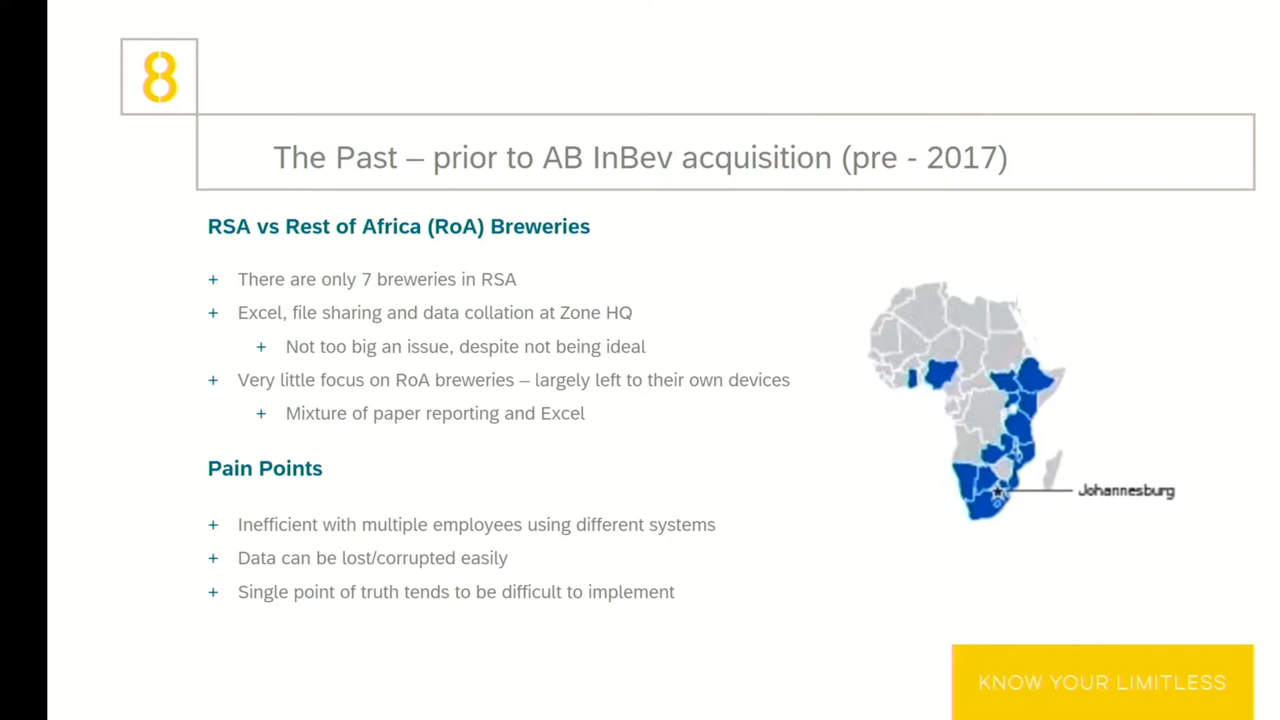 8
The Past – prior to AB InBev acquisition (pre - 2017)
RSA vs Rest of Africa (RoA) Breweries
+ There are only 7 breweries in RSA
+ Excel, file sharing and data collation at Zone HQ
+ Not too big an issue, despite not being ideal
+ Very little focus on RoA breweries – largely left to their own devices
+ Mixture of paper reporting and Excel
Pain Points
+ Inefficient with multiple employees using different systems
+ Data can be lost/corrupted easily
+ Single point of truth tends to be difficult to implement
Johannesburg
KNOW YOUR LIMITLESS